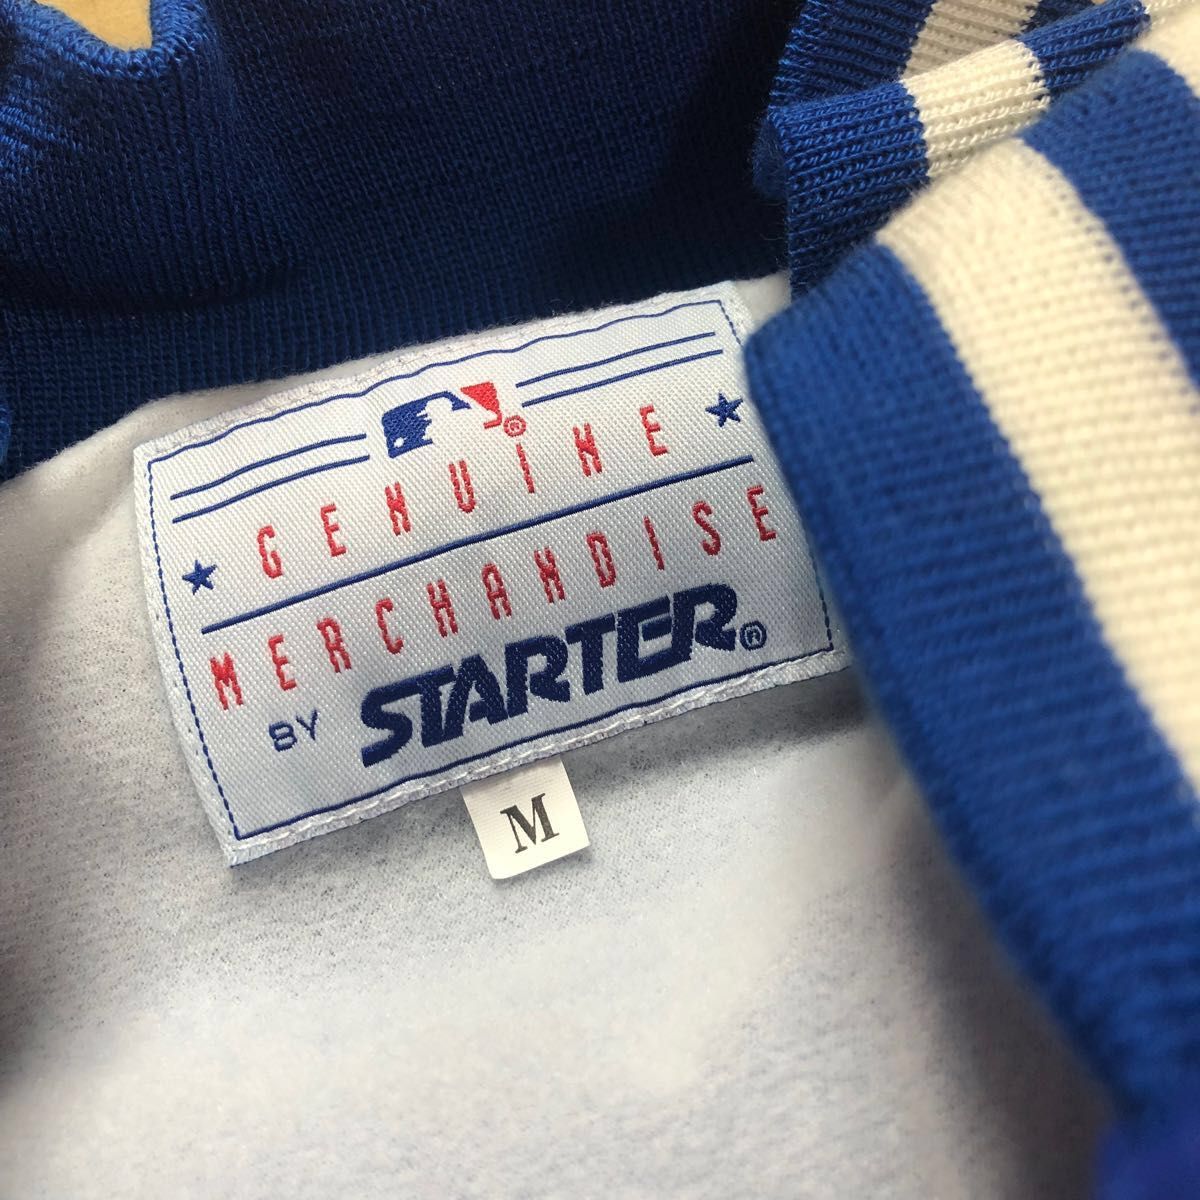 GENUINE
MERCHANDISE
BY STARTER®
M